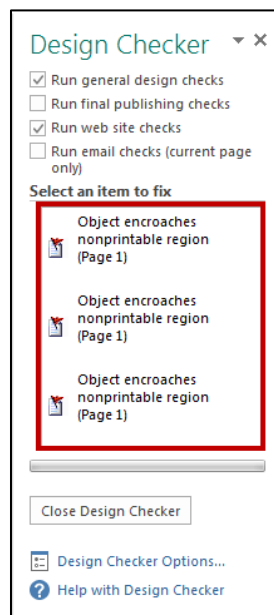 Design Checker
Run general design checks
Run final publishing checks
Run web site checks
Run email checks (current page
only)
Select an item to fix
Object encroaches
nonprintable region
(Page 1)
Object encroaches
nonprintable region
(Page 1)
Object encroaches
nonprintable region
(Page 1)
Close Design Checker
Design Checker Options...
Help with Design Checker